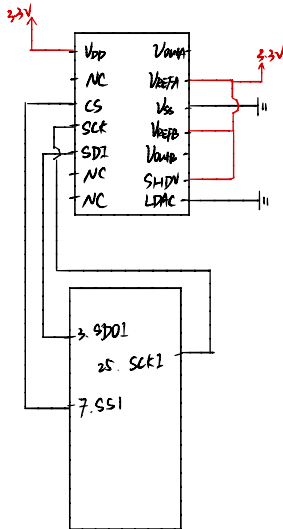 3.3V
3.3V
VDD
NC
CS
SCK
SDI
NC
NC
VoutA
VREFA
VSS
VREFB
VoutB
SHDN
LDAC
3. SDO1
25. SCK1
7. SS1